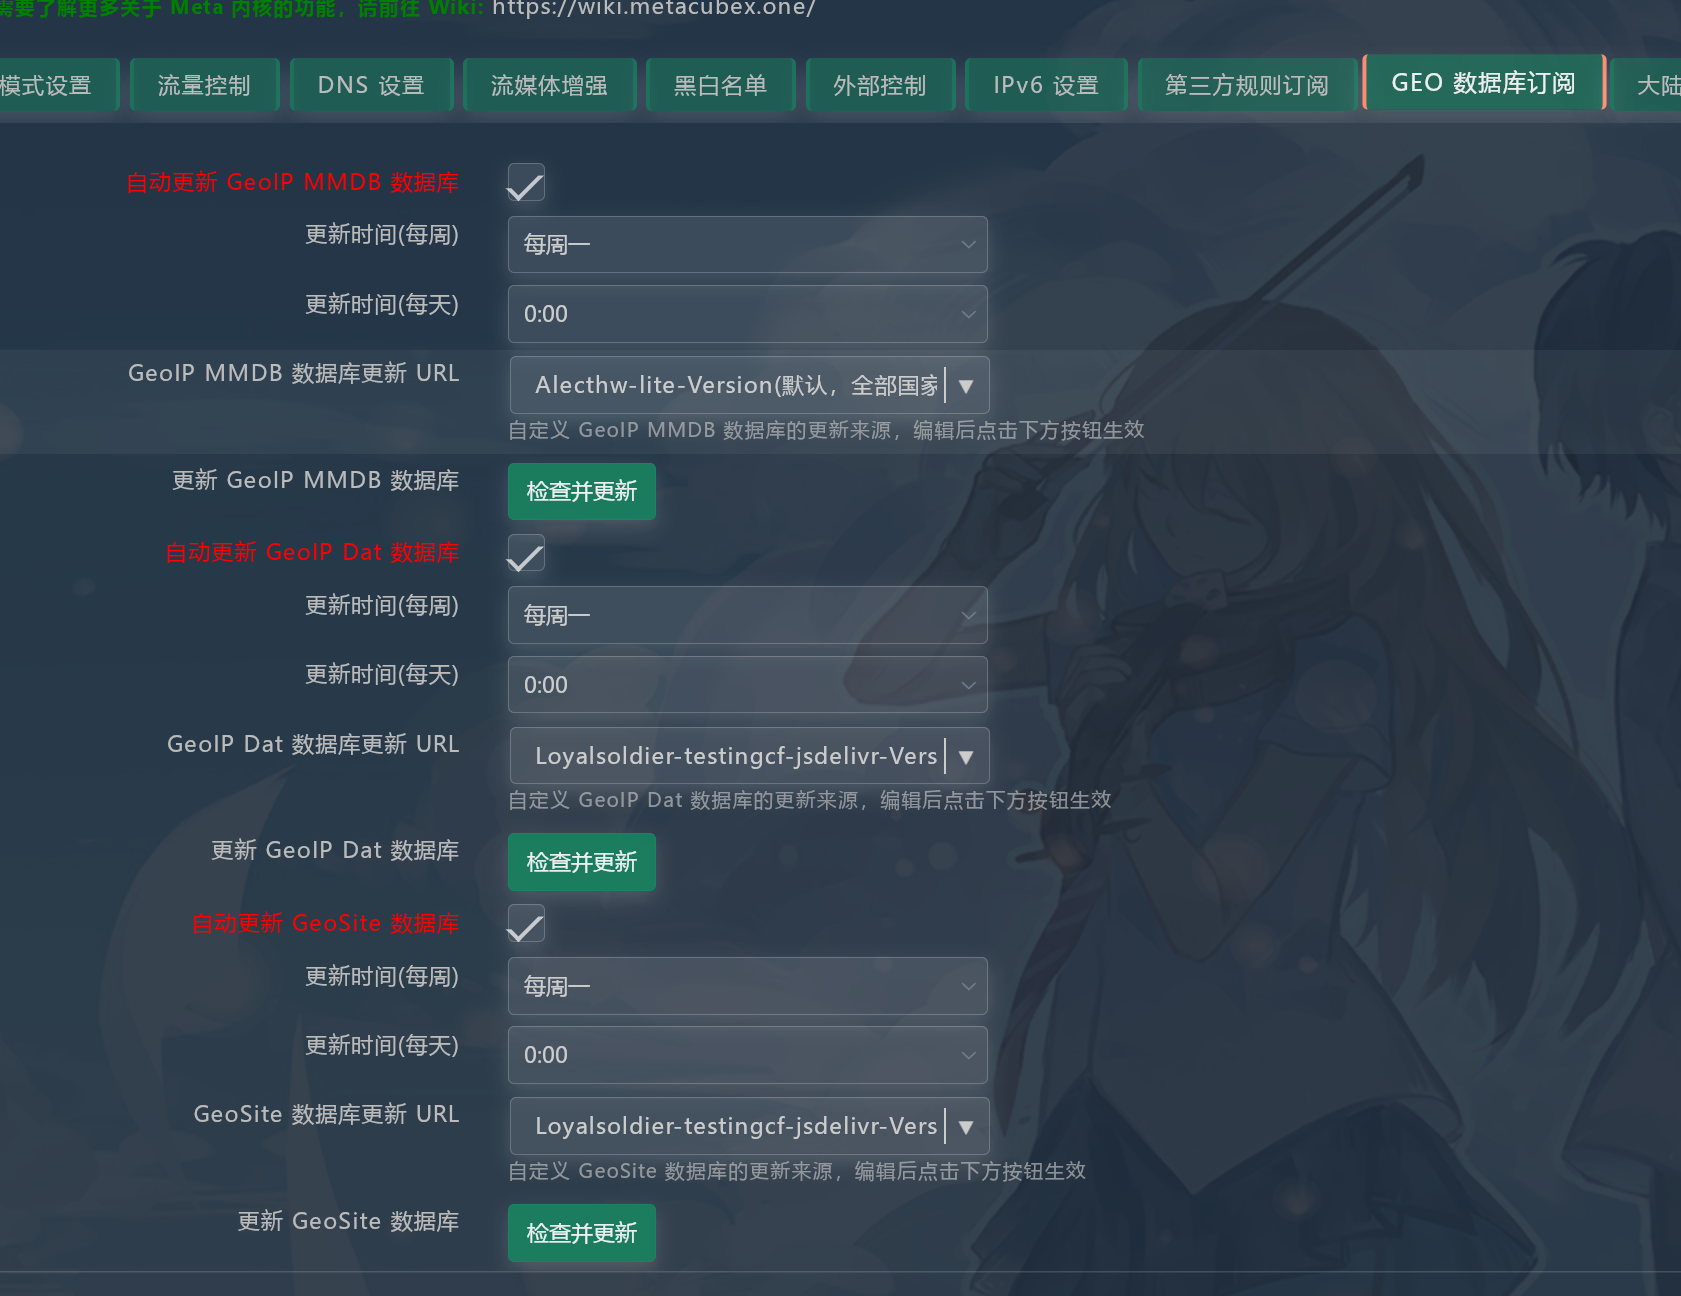 需要了解更多关于 Meta 内核的功能，请前往 Wiki: https://wiki.metacubex.one/
模式设置 流量控制 DNS 设置 流媒体增强 黑白名单 外部控制 IPv6 设置 第三方规则订阅 GEO 数据库订阅 大陆
自动更新 GeoIP MMDB 数据库
更新时间(每周) 每周一
更新时间(每天) 0:00
GeoIP MMDB 数据库更新 URL Alecthw-lite-Version(默认，全部国家 ▼
自定义 GeoIP MMDB 数据库的更新来源，编辑后点击下方按钮生效
更新 GeoIP MMDB 数据库 检查并更新
自动更新 GeoIP Dat 数据库
更新时间(每周) 每周一
更新时间(每天) 0:00
GeoIP Dat 数据库更新 URL Loyalsoldier-testingcf-jsdelivr-Vers ▼
自定义 GeoIP Dat 数据库的更新来源，编辑后点击下方按钮生效
更新 GeoIP Dat 数据库 检查并更新
自动更新 GeoSite 数据库
更新时间(每周) 每周一
更新时间(每天) 0:00
GeoSite 数据库更新 URL Loyalsoldier-testingcf-jsdelivr-Vers ▼
自定义 GeoSite 数据库的更新来源，编辑后点击下方按钮生效
更新 GeoSite 数据库 检查并更新